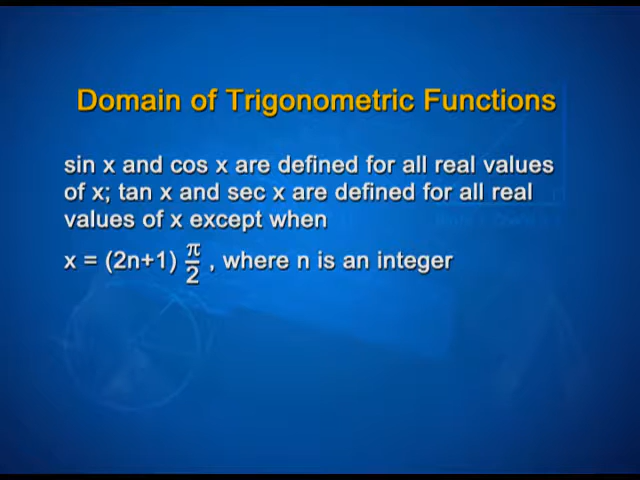 Domain of Trigonometric Functions
sin x and cos x are defined for all real values
of x; tan x and sec x are defined for all real
values of x except when
x = (2n+1) π/2 , where n is an integer